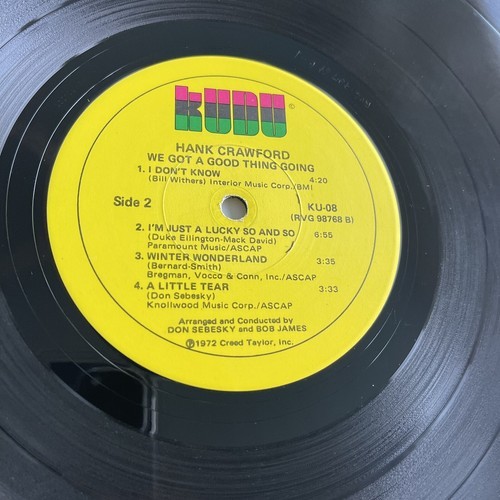 KUDU®
HANK CRAWFORD
WE GOT A GOOD THING GOING
1. I DON'T KNOW 4:20
(Bill Withers) Interior Music Corp./BMI
Side 2 KU-08
(RVG 98768 B)
2. I'M JUST A LUCKY SO AND SO 6:55
(Duke Ellington-Mack David)
Paramount Music/ASCAP
3. WINTER WONDERLAND 3:35
(Bernard-Smith)
Bregman, Vocco & Conn, Inc./ASCAP
4. A LITTLE TEAR 3:33
(Don Sebesky)
Knollwood Music Corp./ASCAP
Arranged and Conducted by
DON SEBESKY and BOB JAMES
℗1972 Creed Taylor, Inc.